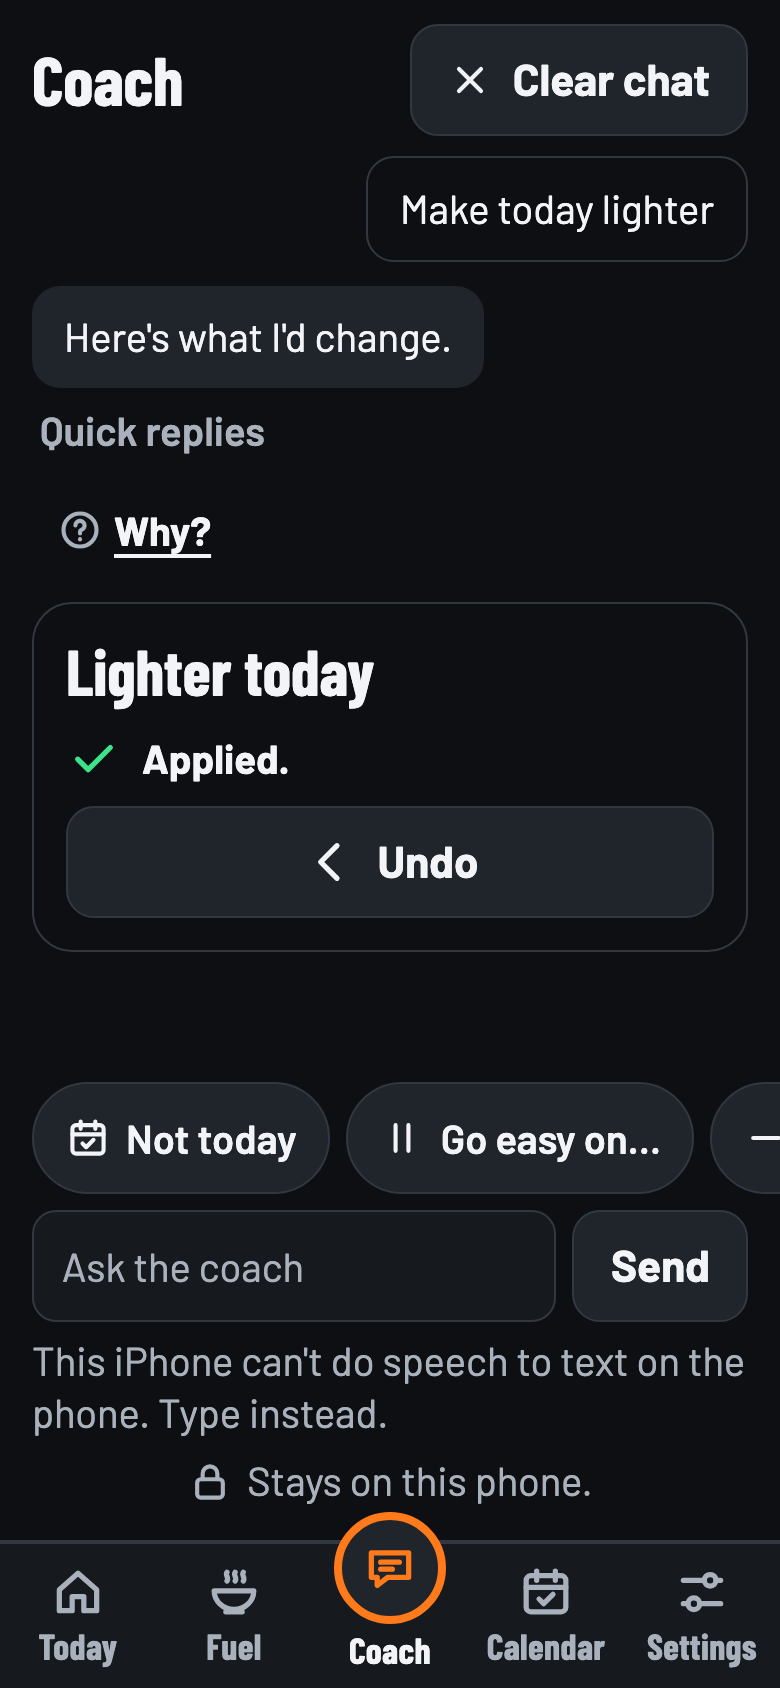 Coach
Clear chat
Make today lighter
Here's what I'd change.
Quick replies
Why?
Lighter today
Applied.
Undo
Not today
Go easy on...
Ask the coach
Send
This iPhone can't do speech to text on the
phone. Type instead.
Stays on this phone.
Today
Fuel
Coach
Calendar
Settings